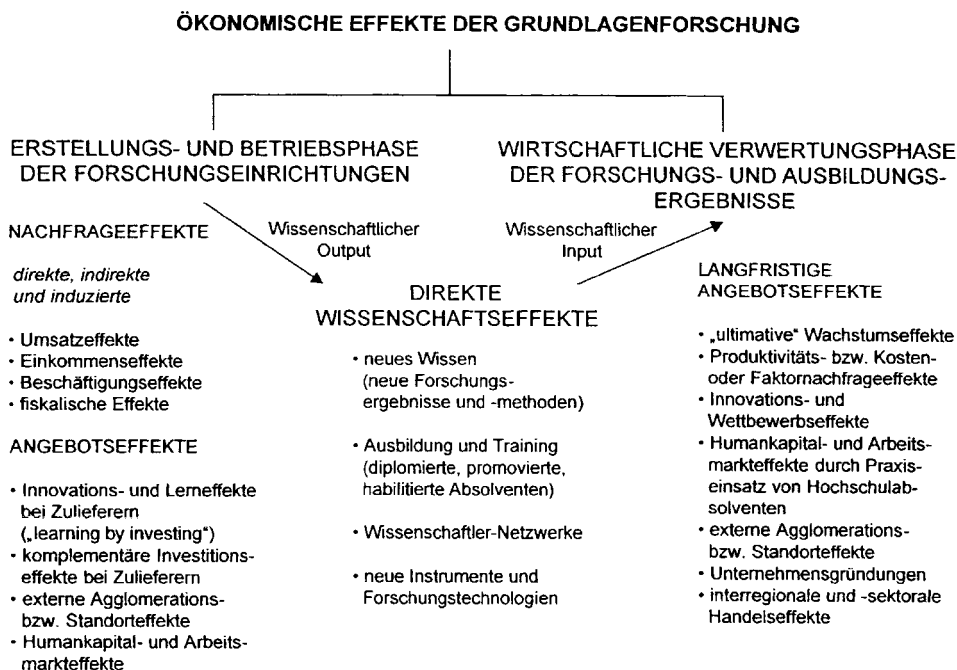 ÖKONOMISCHE EFFEKTE DER GRUNDLAGENFORSCHUNG
ERSTELLUNGS- UND BETRIEBSPHASE
DER FORSCHUNGSEINRICHTUNGEN
NACHFRAGEEFFEKTE
direkte, indirekte
und induzierte
• Umsatzeffekte
• Einkommenseffekte
• Beschäftigungseffekte
• fiskalische Effekte
ANGEBOTSEFFEKTE
• Innovations- und Lerneffekte
bei Zulieferern
(„learning by investing“)
• komplementäre Investitions-
effekte bei Zulieferern
• externe Agglomerations-
bzw. Standorteffekte
• Humankapital- und Arbeits-
markteffekte
Wissenschaftlicher
Output
DIREKTE
WISSENSCHAFTSEFFEKTE
• neues Wissen
(neue Forschungs-
ergebnisse und -methoden)
• Ausbildung und Training
(diplomierte, promovierte,
habilitierte Absolventen)
• Wissenschaftler-Netzwerke
• neue Instrumente und
Forschungstechnologien
Wissenschaftlicher
Input
WIRTSCHAFTLICHE VERWERTUNGSPHASE
DER FORSCHUNGS- UND AUSBILDUNGS-
ERGEBNISSE
LANGFRISTIGE
ANGEBOTSEFFEKTE
• „ultimative“ Wachstumseffekte
• Produktivitäts- bzw. Kosten-
oder Faktornachfrageeffekte
• Innovations- und
Wettbewerbseffekte
• Humankapital- und Arbeits-
markteffekte durch Praxis-
einsatz von Hochschulab-
solventen
• externe Agglomerations-
bzw. Standorteffekte
• Unternehmensgründungen
• interregionale und -sektorale
Handelseffekte